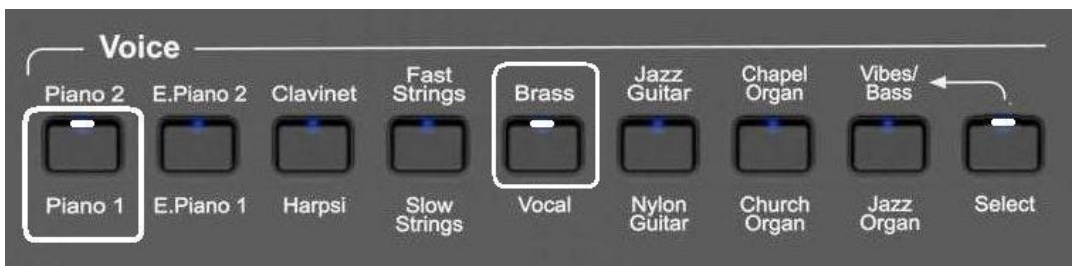 Voice
Piano 2 E.Piano 2 Clavinet Fast Strings Brass Jazz Guitar Chapel Organ Vibes/ Bass
Piano 1 E.Piano 1 Harpsi Slow Strings Vocal Nylon Guitar Church Organ Jazz Organ Select